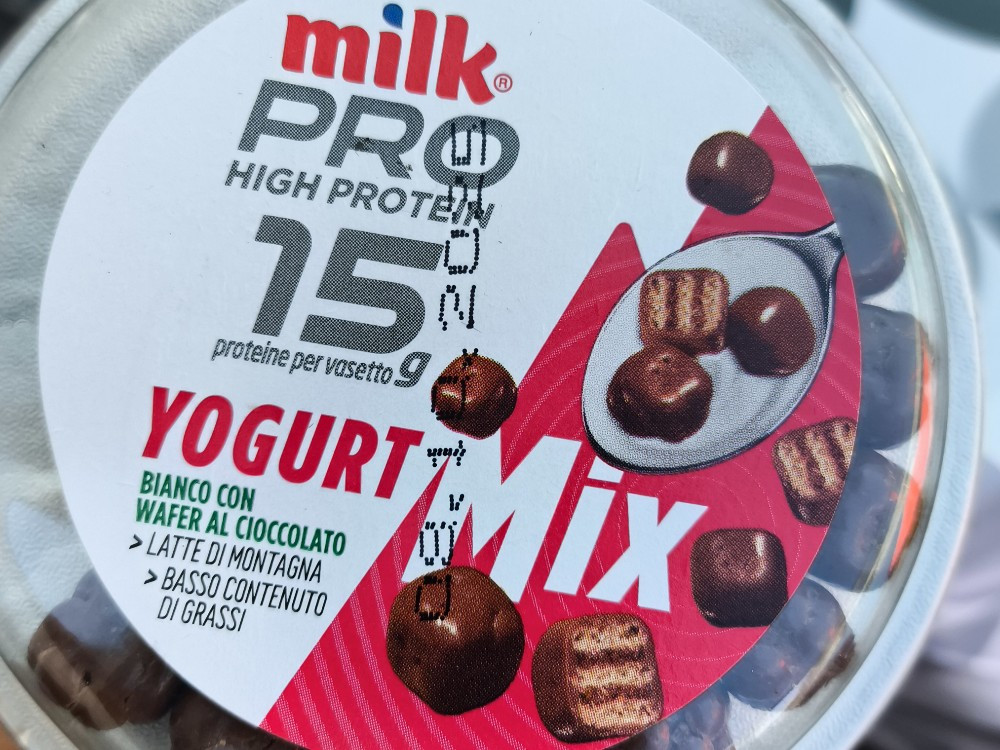 milk®
PRO
HIGH PROTEIN
15g
proteine per vasetto
YOGURT Mix
BIANCO CON
WAFER AL CIOCCOLATO
> LATTE DI MONTAGNA
> BASSO CONTENUTO
DI GRASSI